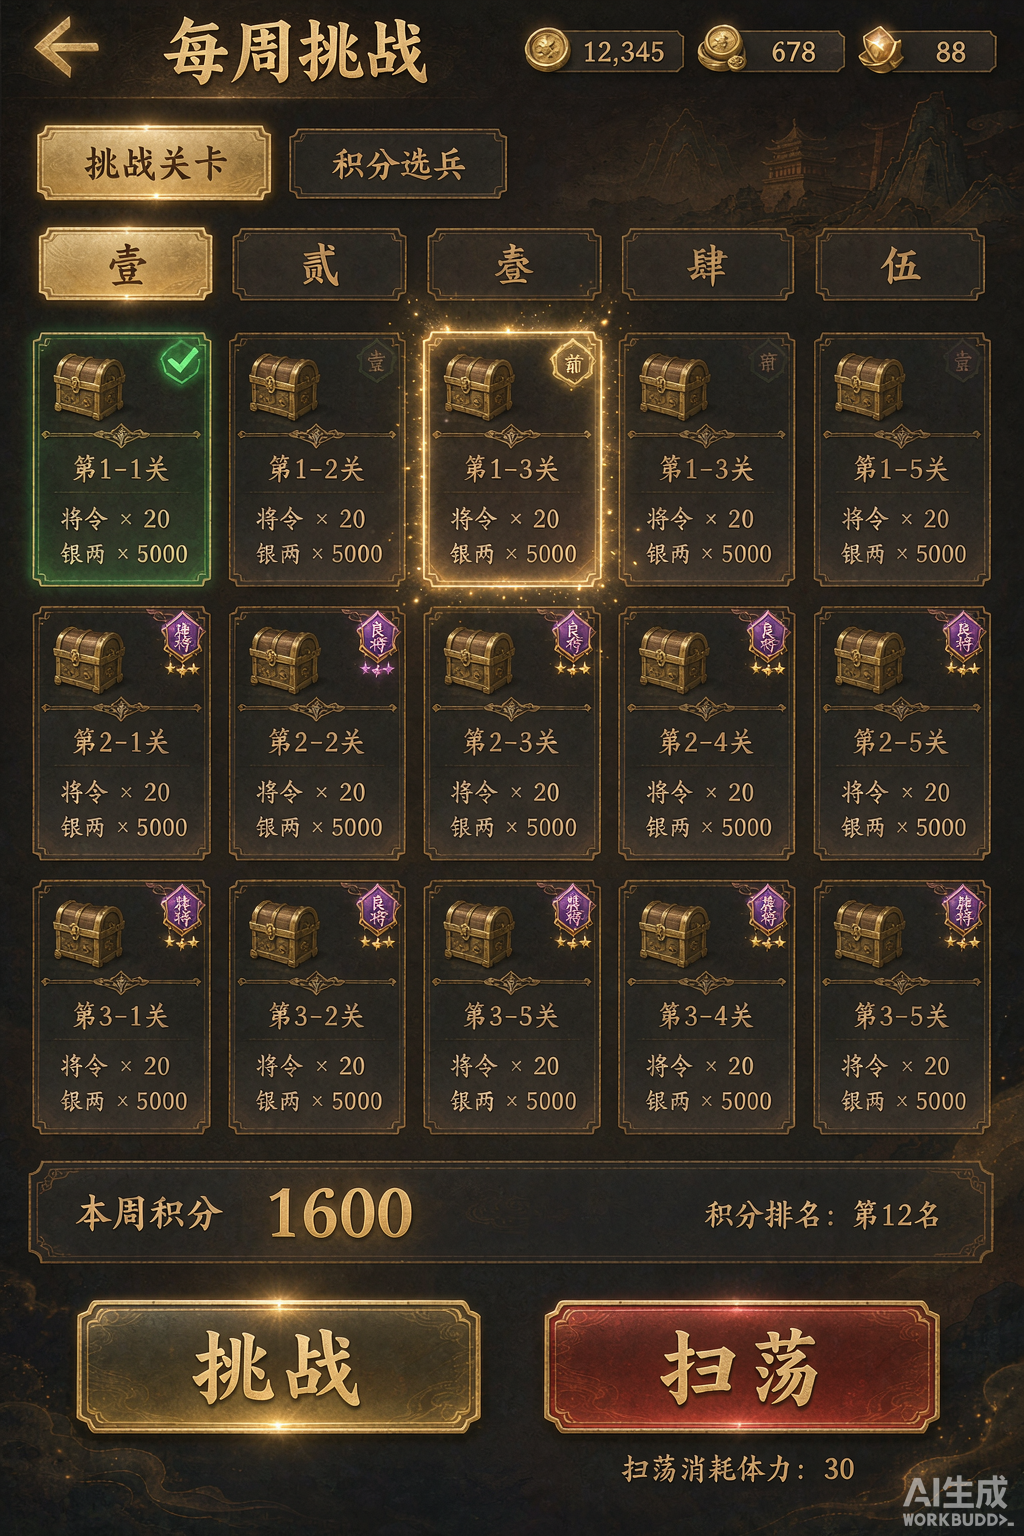 每周挑战
12,345
678
88
挑战关卡
积分选兵
壹 贰 壹 肆 伍
第1-1关 第1-2关 第1-3关 第1-3关 第1-5关
将令 × 20 将令 × 20 将令 × 20 将令 × 20 将令 × 20
银两 × 5000 银两 × 5000 银两 × 5000 银两 × 5000 银两 × 5000
良将 良将 良将
第2-1关 第2-2关 第2-3关 第2-4关 第2-5关
将令 × 20 将令 × 20 将令 × 20 将令 × 20 将令 × 20
银两 × 5000 银两 × 5000 银两 × 5000 银两 × 5000 银两 × 5000
良将
第3-1关 第3-2关 第3-5关 第3-4关 第3-5关
将令 × 20 将令 × 20 将令 × 20 将令 × 20 将令 × 20
银两 × 5000 银两 × 5000 银两 × 5000 银两 × 5000 银两 × 5000
本周积分 1600 积分排名：第12名
挑战 扫荡
扫荡消耗体力：30
AI生成
WORKBUDD>_